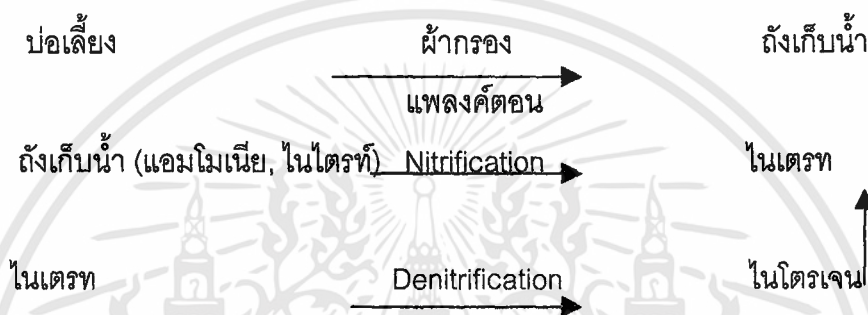 บ่อเลี้ยง ผ้ากรอง ถังเก็บน้ำ
แพลงค์ตอน
ถังเก็บน้ำ (แอมโมเนีย, ไนไตรท์) Nitrification ไนเตรท
ไนเตรท Denitrification ไนโตรเจน